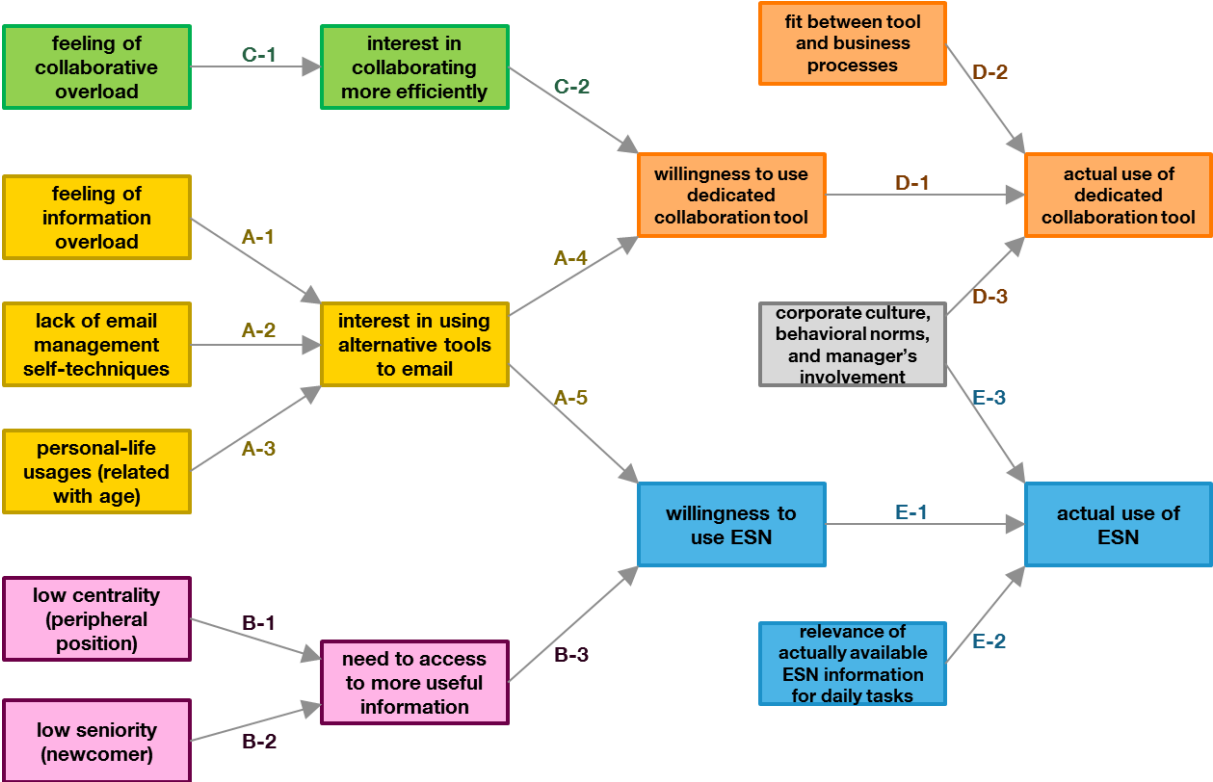 feeling of
collaborative
overload
C-1
interest in
collaborating
more efficiently
C-2
fit between tool
and business
processes
D-2
willingness to use
dedicated
collaboration tool
D-1
actual use of
dedicated
collaboration tool
feeling of
information
overload
A-1
A-4
D-3
lack of email
management
self-techniques
A-2
interest in using
alternative tools
to email
corporate culture,
behavioral norms,
and manager's
involvement
A-5
E-3
personal-life
usages (related
with age)
A-3
willingness to
use ESN
E-1
actual use of
ESN
low centrality
(peripheral
position)
B-1
need to access
to more useful
information
B-3
relevance of
actually available
ESN information
for daily tasks
E-2
low seniority
(newcomer)
B-2